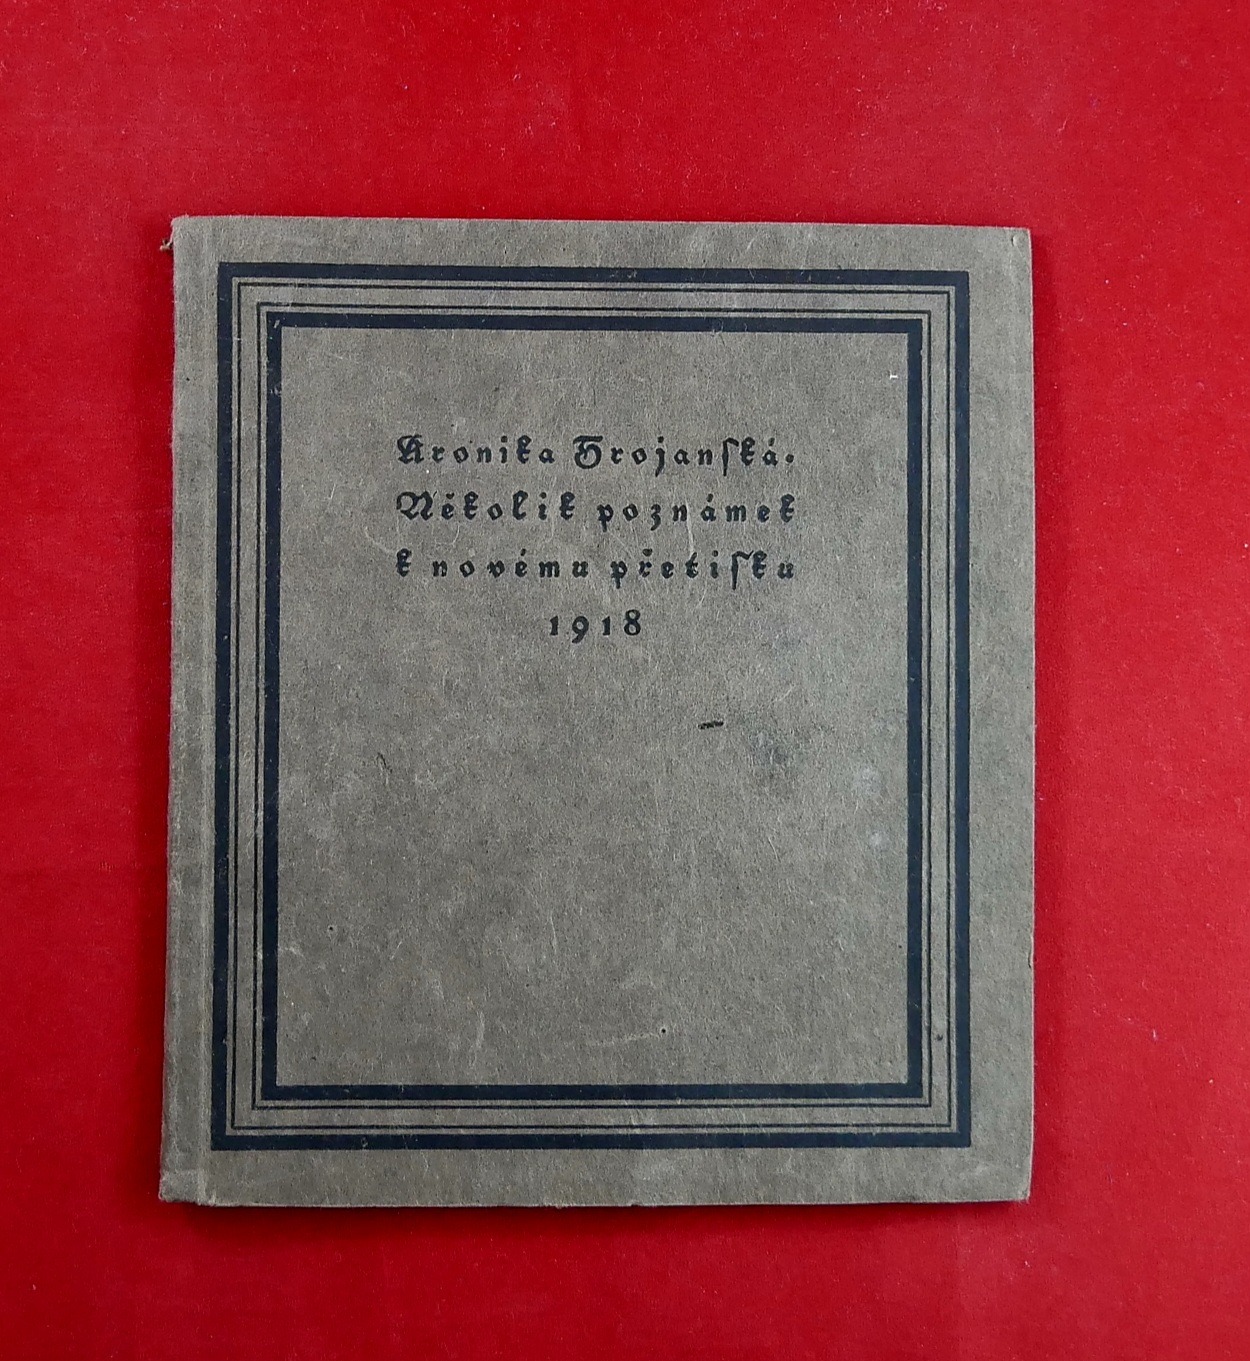 Kronika Trojanſká.
Několik poznámek
k novému přetiſku
1918